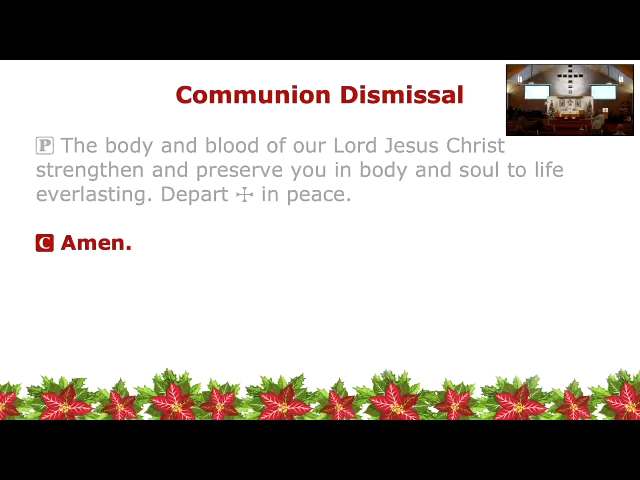 Communion Dismissal
P The body and blood of our Lord Jesus Christ
strengthen and preserve you in body and soul to life
everlasting. Depart ☩ in peace.
C Amen.